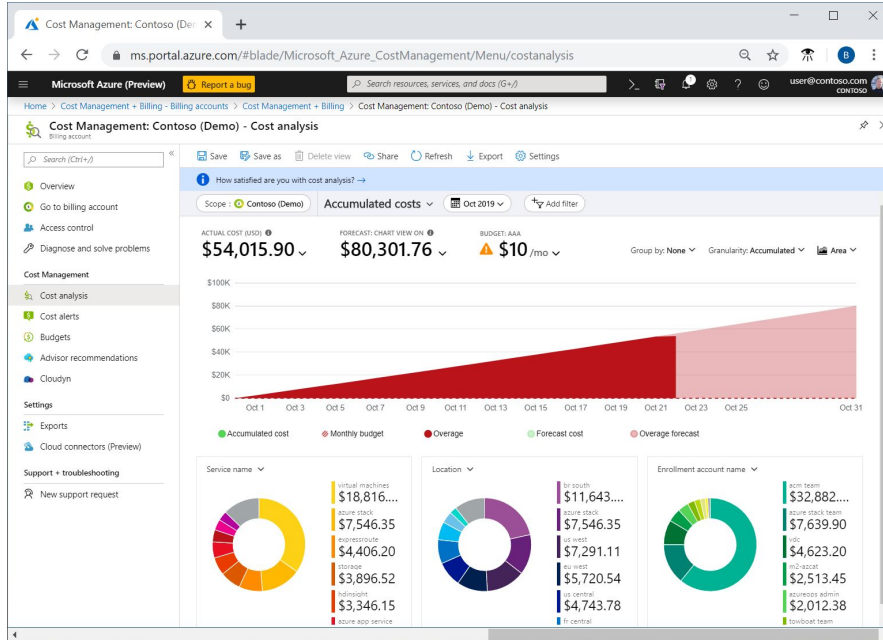 Cost Management: Contoso (Der
ms.portal.azure.com/#blade/Microsoft_Azure_CostManagement/Menu/costanalysis
B
Microsoft Azure (Preview)
Report a bug
Search resources, services, and docs (G+/)
1
user@contoso.com
CONTOSO
Home > Cost Management + Billing - Billing accounts > Cost Management + Billing > Cost Management: Contoso (Demo) - Cost analysis
Cost Management: Contoso (Demo) - Cost analysis
Billing account
Search (Ctrl+/)
Overview
Go to billing account
Access control
Diagnose and solve problems
Cost Management
Cost analysis
Cost alerts
Budgets
Advisor recommendations
Cloudyn
Settings
Exports
Cloud connectors (Preview)
Support + troubleshooting
New support request
Save Save as Delete view Share Refresh Export Settings
How satisfied are you with cost analysis? →
Scope : Contoso (Demo) Accumulated costs Oct 2019 Add filter
ACTUAL COST (USD) FORECAST: CHART VIEW ON BUDGET: AAA
$54,015.90 $80,301.76 $10 /mo
Group by: None Granularity: Accumulated Area
$100K
$80K
$60K
$40K
$20K
$0
Oct 1 Oct 3 Oct 5 Oct 7 Oct 9 Oct 11 Oct 13 Oct 15 Oct 17 Oct 19 Oct 21 Oct 23 Oct 25 Oct 31
Accumulated cost Monthly budget Overage Forecast cost Overage forecast
Service name
virtual machines
$18,816....
azure stack
$7,546.35
expressroute
$4,406.20
storage
$3,896.52
hdinsight
$3,346.15
azure app service
Location
br south
$11,643....
azure stack
$7,546.35
us west
$7,291.11
eu west
$5,720.54
us central
$4,743.78
fr central
Enrollment account name
acm team
$32,882....
azure stack team
$7,639.90
vdc
$4,623.20
m2-azcat
$2,513.45
azureops admin
$2,012.38
towboat team